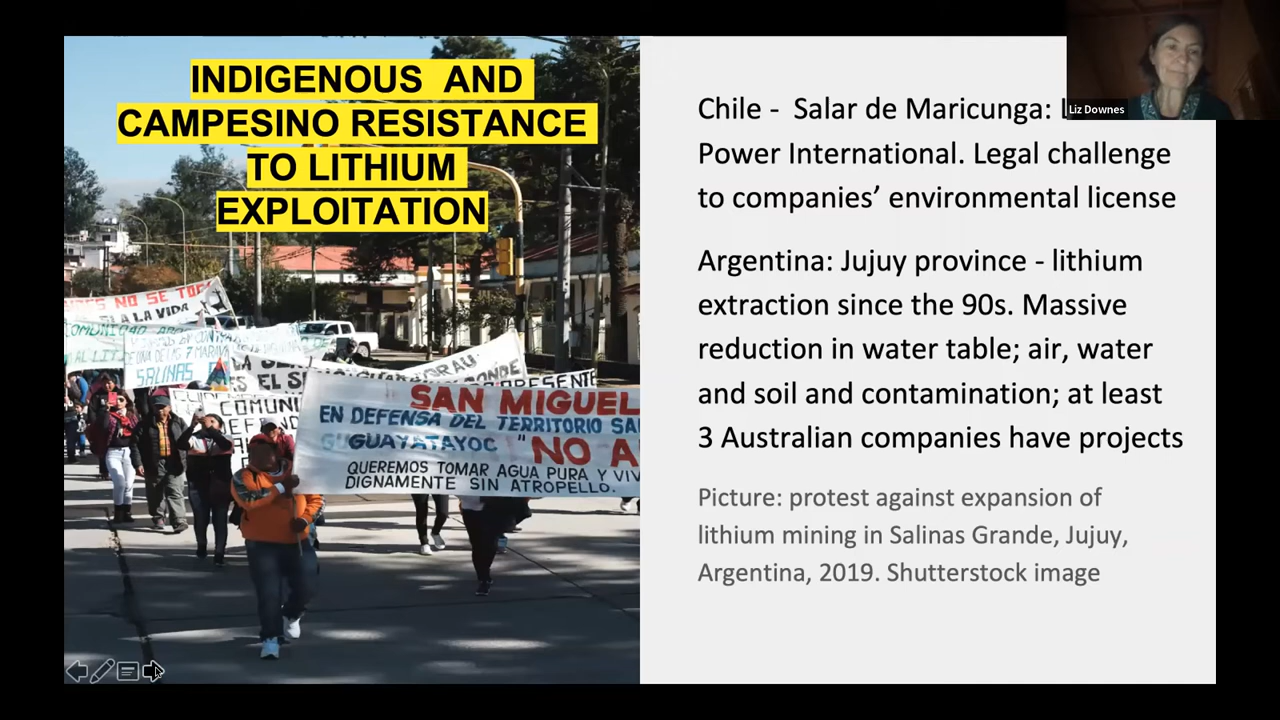 INDIGENOUS AND
CAMPESINO RESISTANCE
TO LITHIUM
EXPLOITATION
NO SE
A LA VIDA
SALINAS
COMUNI
SAN MIGUEL
EN DEFENSA DEL TERRITORIO SA
GUAYATAYOC "NO A
QUEREMOS TOMAR AGUA PURA Y VIV
DIGNAMENTE SIN ATROPELLO.
Liz Downes
Chile - Salar de Maricunga:
Power International. Legal challenge
to companies’ environmental license
Argentina: Jujuy province - lithium
extraction since the 90s. Massive
reduction in water table; air, water
and soil and contamination; at least
3 Australian companies have projects
Picture: protest against expansion of
lithium mining in Salinas Grande, Jujuy,
Argentina, 2019. Shutterstock image